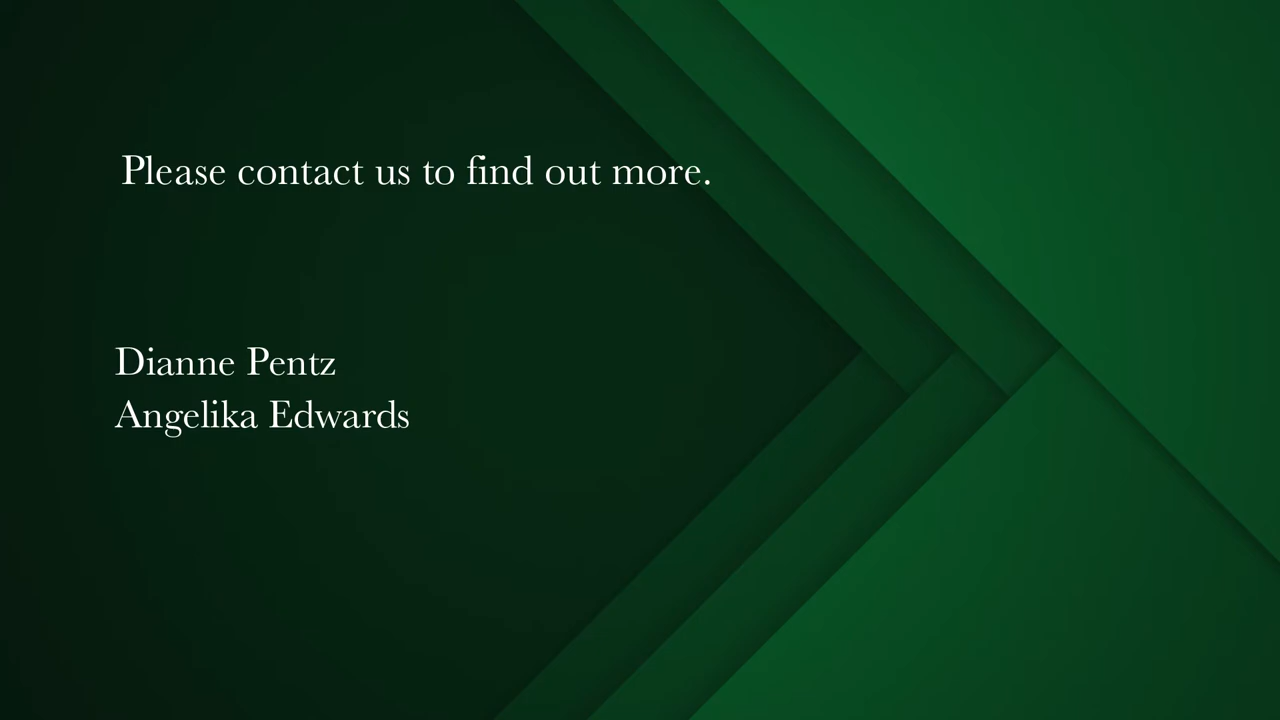 Please contact us to find out more.
Dianne Pentz
Angelika Edwards